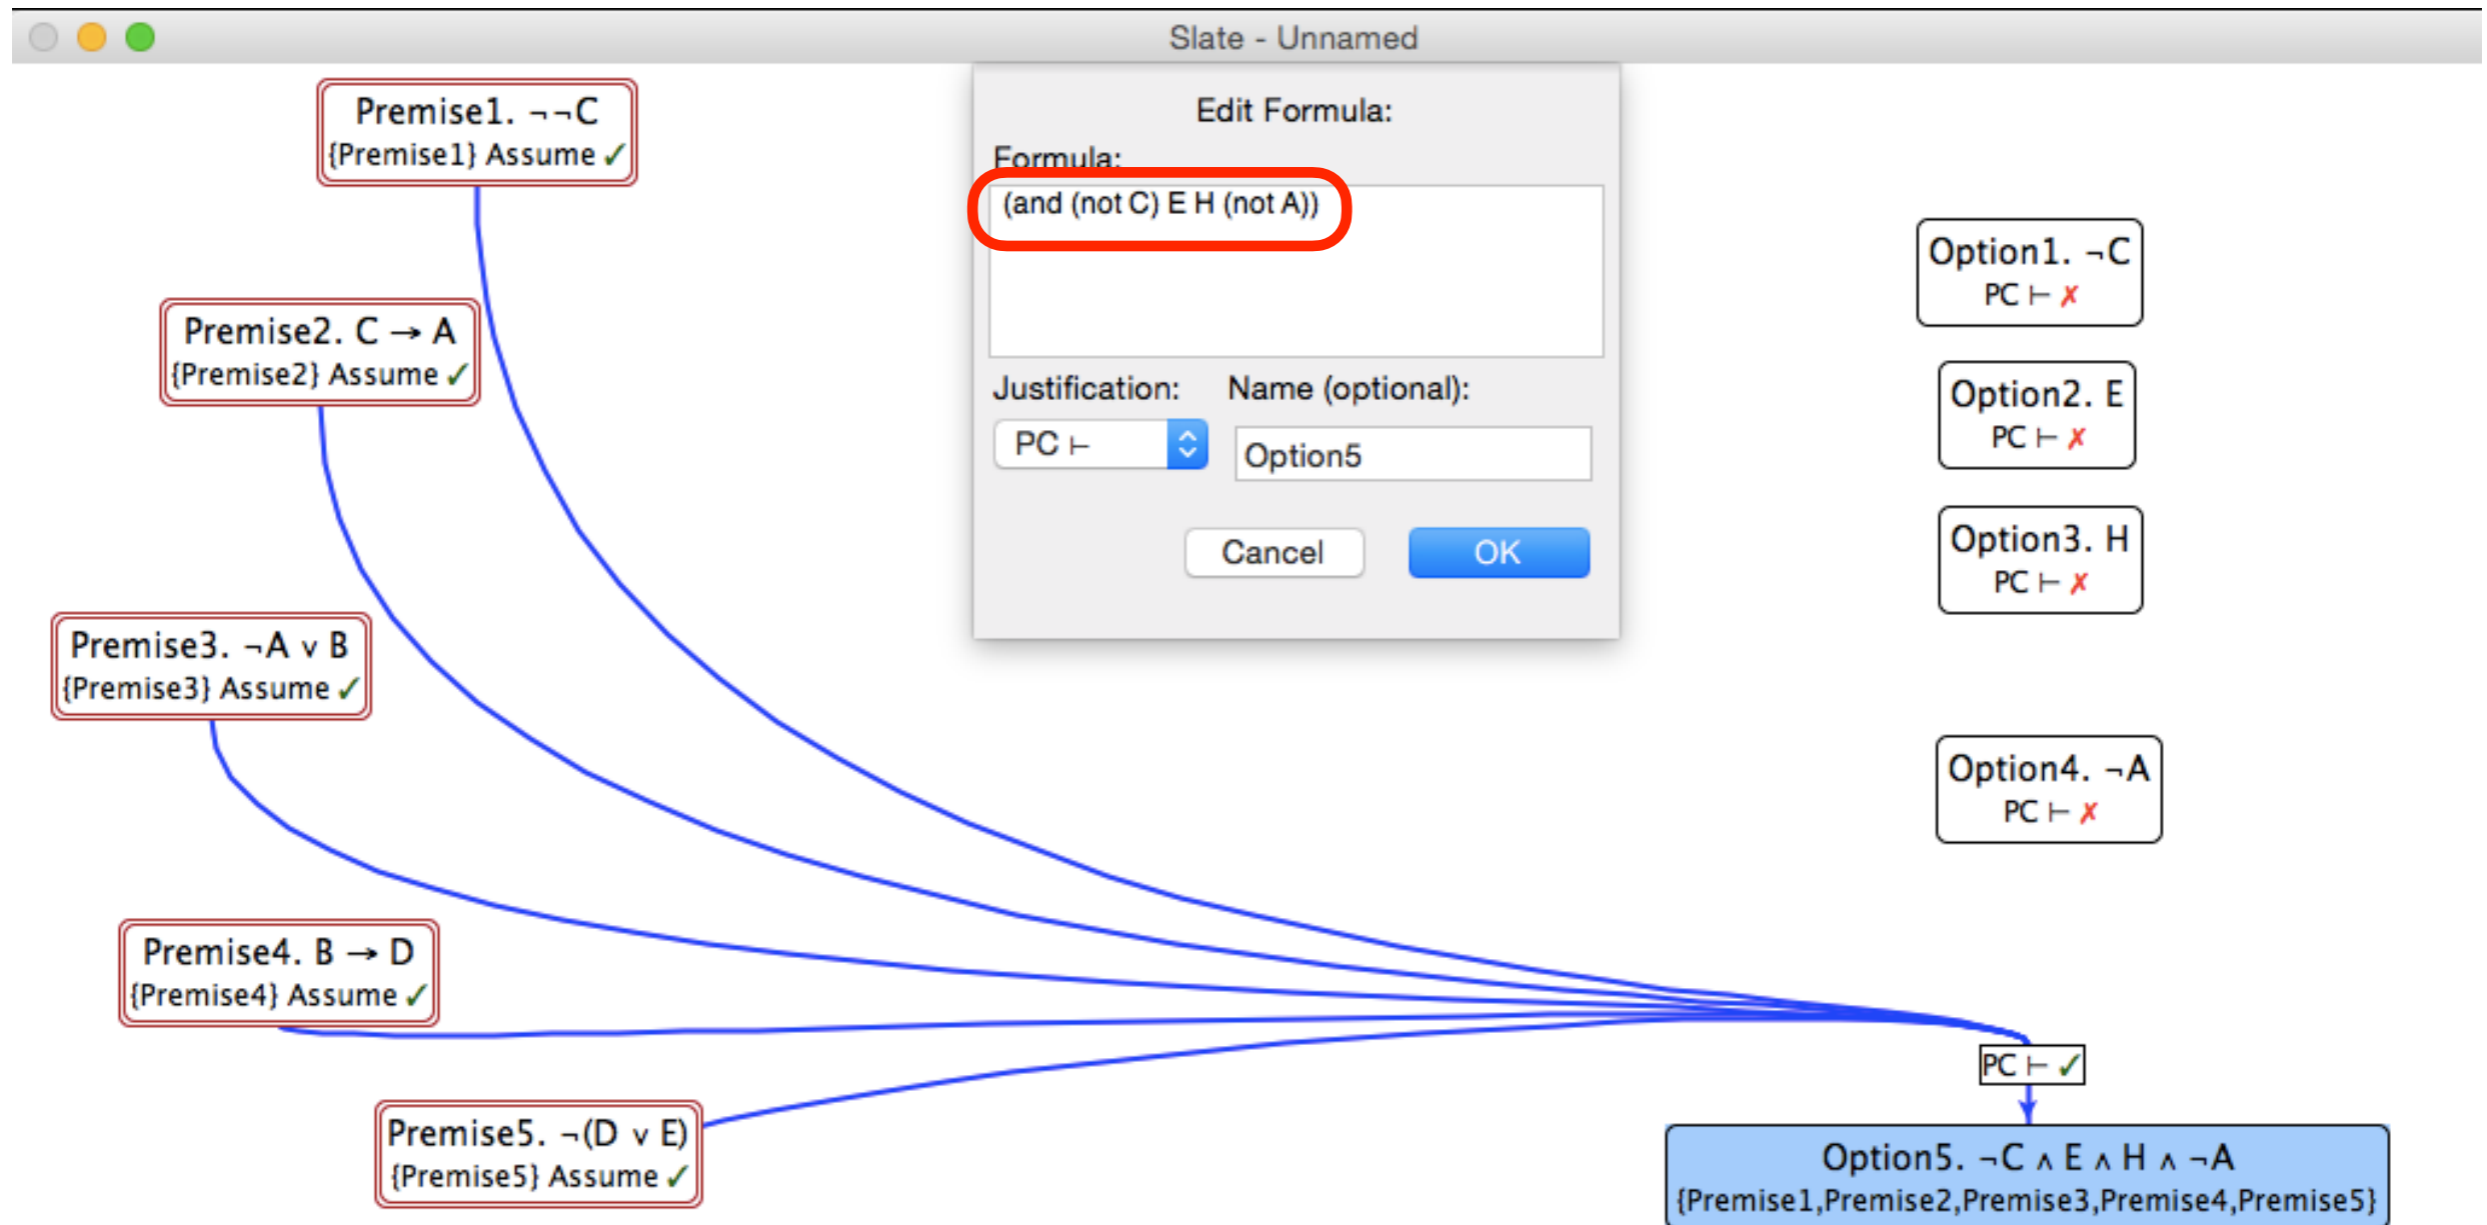 Slate - Unnamed
Premise1. ¬¬C
{Premise1} Assume ✓
Premise2. C → A
{Premise2} Assume ✓
Premise3. ¬A ∨ B
{Premise3} Assume ✓
Premise4. B → D
{Premise4} Assume ✓
Premise5. ¬(D ∨ E)
{Premise5} Assume ✓
Edit Formula:
Formula:
(and (not C) E H (not A))
Justification: Name (optional):
PC ⊢ Option5
Cancel OK
Option1. ¬C
PC ⊢ ✗
Option2. E
PC ⊢ ✗
Option3. H
PC ⊢ ✗
Option4. ¬A
PC ⊢ ✗
PC ⊢ ✓
Option5. ¬C ∧ E ∧ H ∧ ¬A
{Premise1,Premise2,Premise3,Premise4,Premise5}